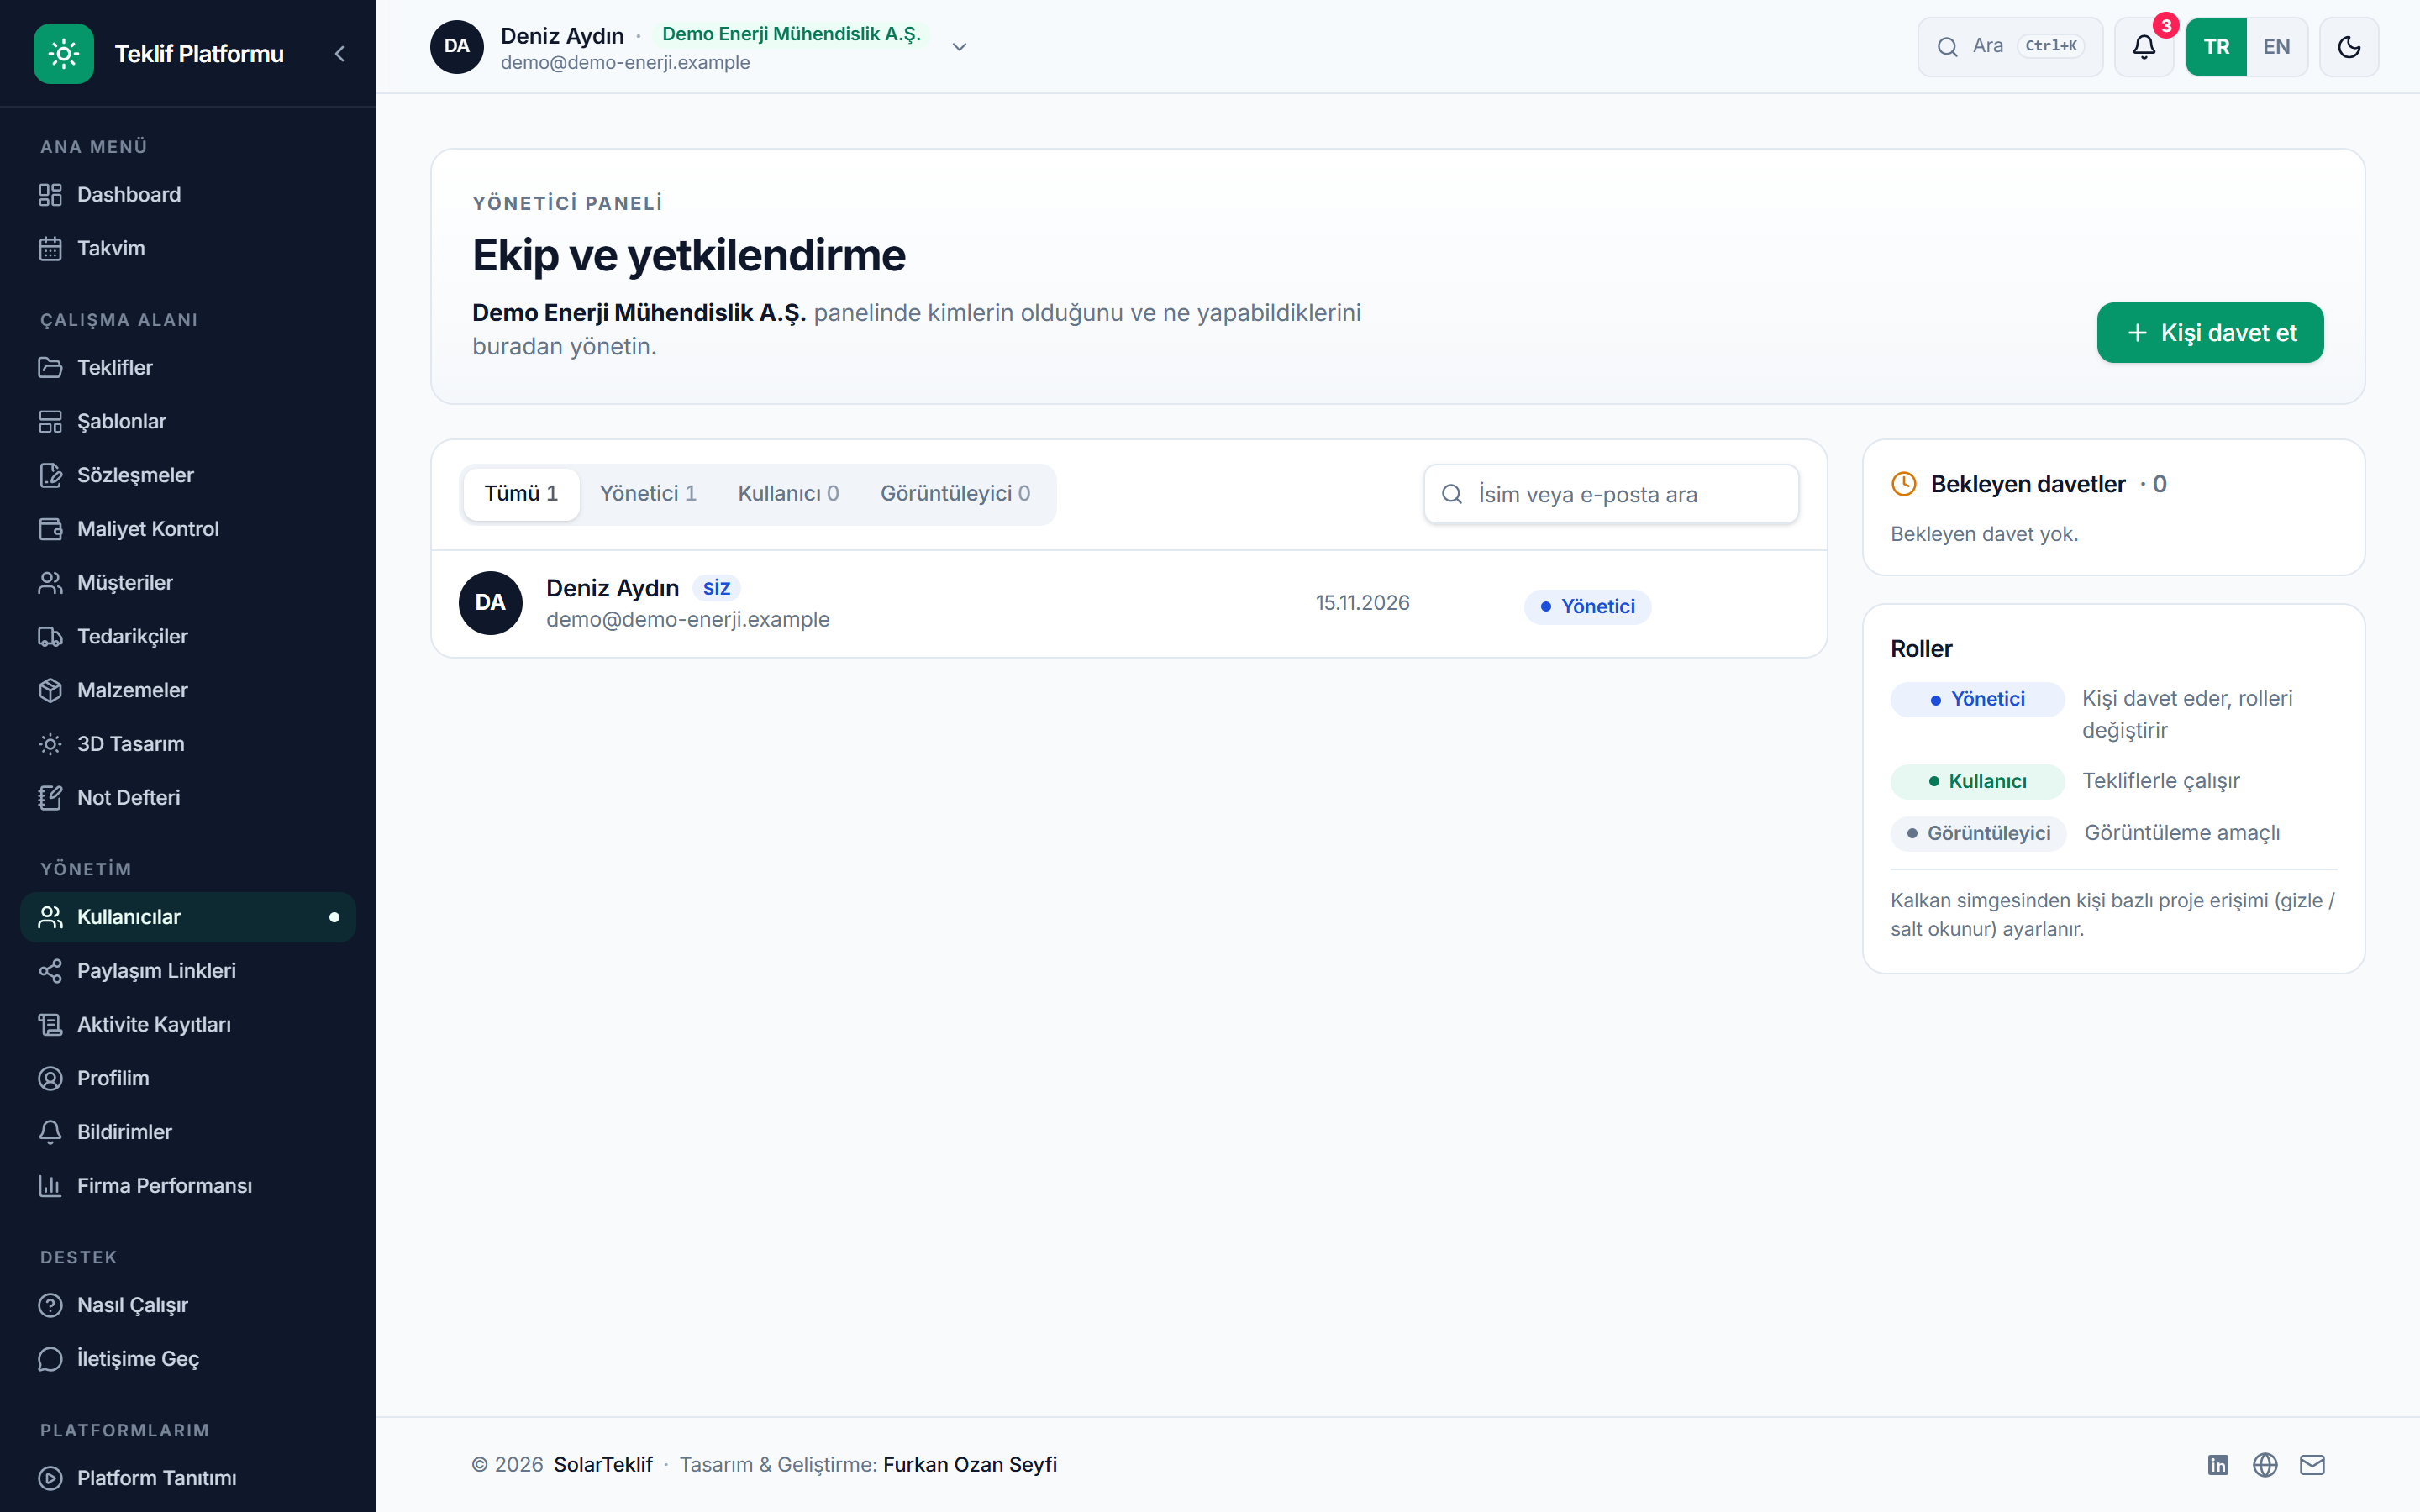 Teklif Platformu
ANA MENÜ
Dashboard
Takvim
ÇALIŞMA ALANI
Teklifler
Şablonlar
Sözleşmeler
Maliyet Kontrol
Müşteriler
Tedarikçiler
Malzemeler
3D Tasarım
Not Defteri
YÖNETİM
Kullanıcılar
Paylaşım Linkleri
Aktivite Kayıtları
Profilim
Bildirimler
Firma Performansı
DESTEK
Nasıl Çalışır
İletişime Geç
PLATFORMLARIM
Platform Tanıtımı
DA
Deniz Aydın · Demo Enerji Mühendislik A.Ş.
demo@demo-enerji.example
Ara Ctrl+K
3
TR EN
YÖNETİCİ PANELİ
Ekip ve yetkilendirme
Demo Enerji Mühendislik A.Ş. panelinde kimlerin olduğunu ve ne yapabildiklerini
buradan yönetin.
+ Kişi davet et
Tümü 1 Yönetici 1 Kullanıcı 0 Görüntüleyici 0
İsim veya e-posta ara
DA
Deniz Aydın SİZ
demo@demo-enerji.example
15.11.2026
Yönetici
Bekleyen davetler · 0
Bekleyen davet yok.
Roller
Yönetici Kişi davet eder, rolleri
değiştirir
Kullanıcı Tekliflerle çalışır
Görüntüleyici Görüntüleme amaçlı
Kalkan simgesinden kişi bazlı proje erişimi (gizle /
salt okunur) ayarlanır.
© 2026 SolarTeklif · Tasarım & Geliştirme: Furkan Ozan Seyfi